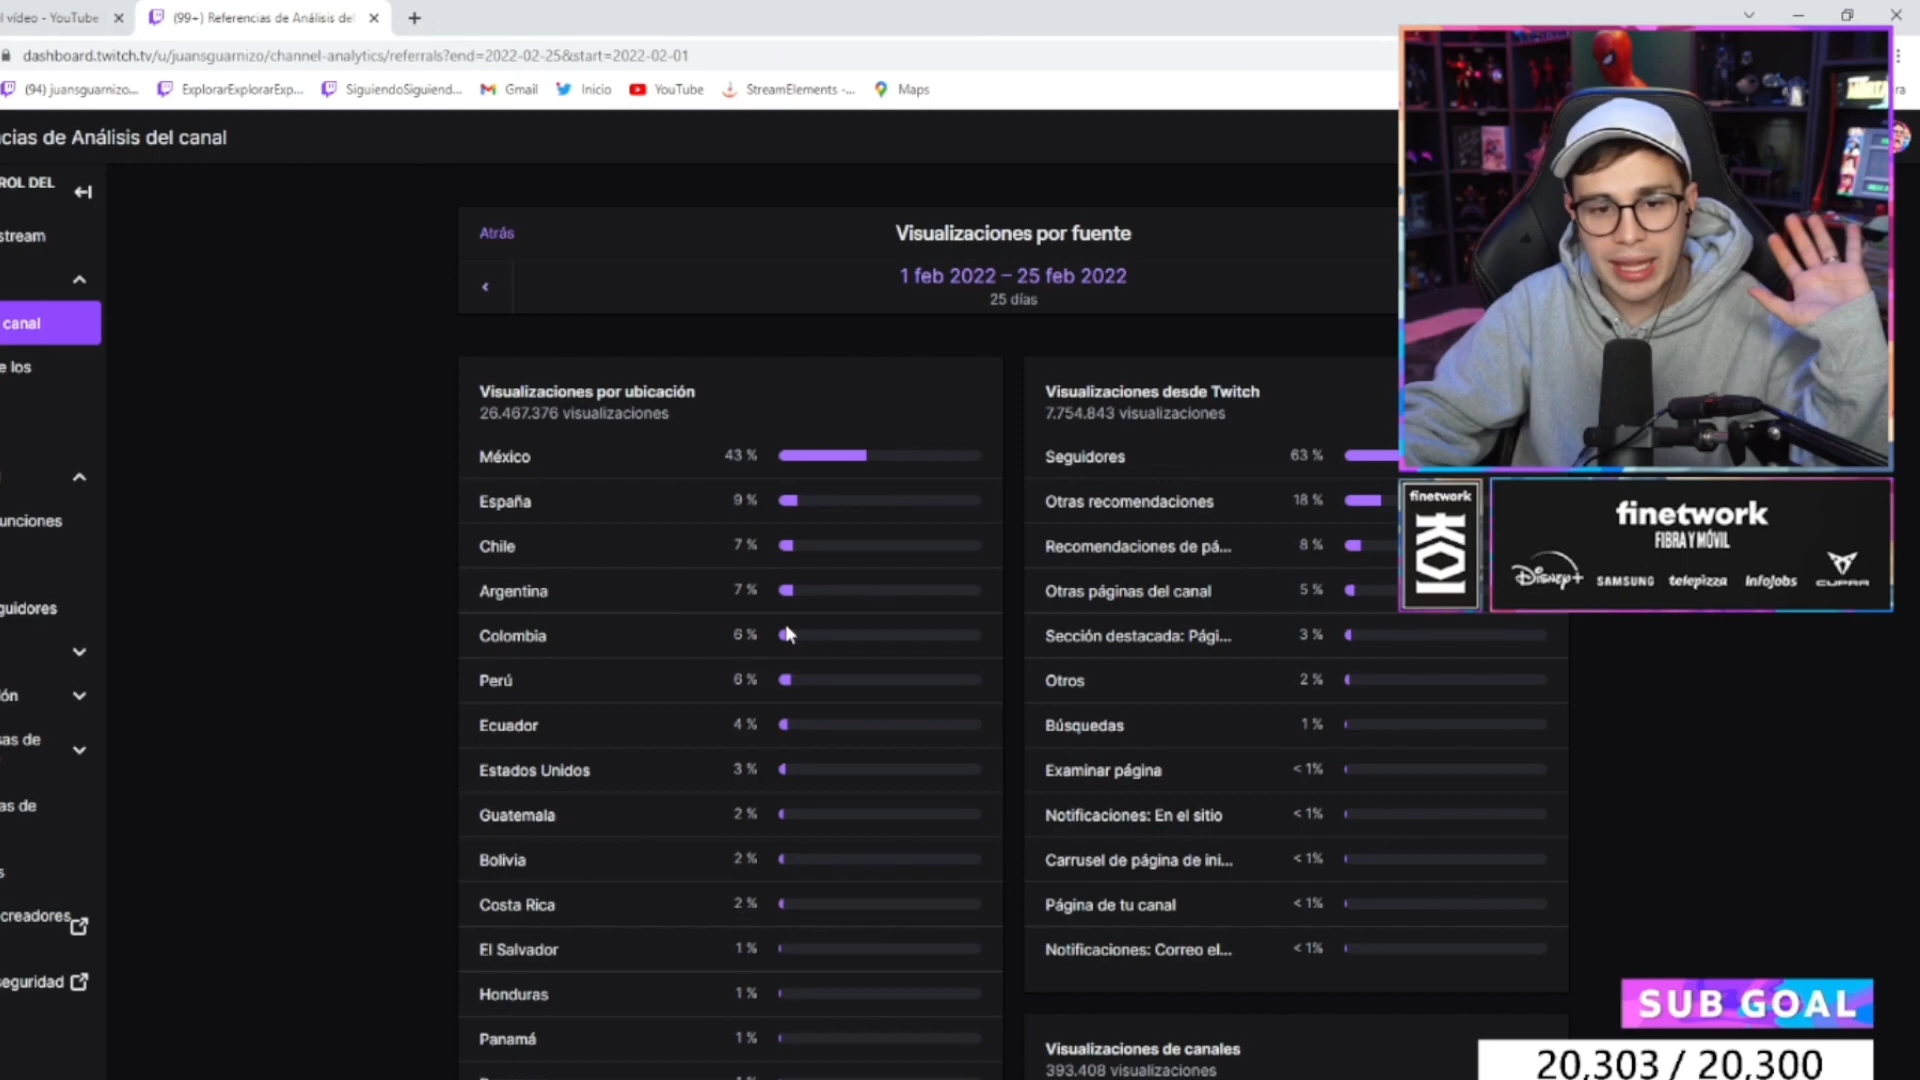 l vídeo - YouTube
(99+) Referencias de Análisis del
dashboard.twitch.tv/u/juansguarnizo/channel-analytics/referrals?end=2022-02-25&start=2022-02-01
(94) juansguarnizo...
ExplorarExplorarExp...
SiguiendoSiguiend...
Gmail
Inicio
YouTube
StreamElements -...
Maps
ra
cias de Análisis del canal
ROL DEL
stream
canal
e los
unciones
guidores
ón
sas de
as de
s
creadores
seguridad
Atrás
Visualizaciones por fuente
1 feb 2022 – 25 feb 2022
25 días
Visualizaciones por ubicación
26.467.376 visualizaciones
México 43 %
España 9 %
Chile 7 %
Argentina 7 %
Colombia 6 %
Perú 6 %
Ecuador 4 %
Estados Unidos 3 %
Guatemala 2 %
Bolivia 2 %
Costa Rica 2 %
El Salvador 1 %
Honduras 1 %
Panamá 1 %
Visualizaciones desde Twitch
7.754.843 visualizaciones
Seguidores 63 %
Otras recomendaciones 18 %
Recomendaciones de pá... 8 %
Otras páginas del canal 5 %
Sección destacada: Pági... 3 %
Otros 2 %
Búsquedas 1 %
Examinar página < 1%
Notificaciones: En el sitio < 1%
Carrusel de página de ini... < 1%
Página de tu canal < 1%
Notificaciones: Correo el... < 1%
Visualizaciones de canales
393.408 visualizaciones
finetwork
KOI
finetwork
FIBRA Y MÓVIL
Disney+ SAMSUNG telepizza InfoJobs CUPRA
SUB GOAL
20,303 / 20,300